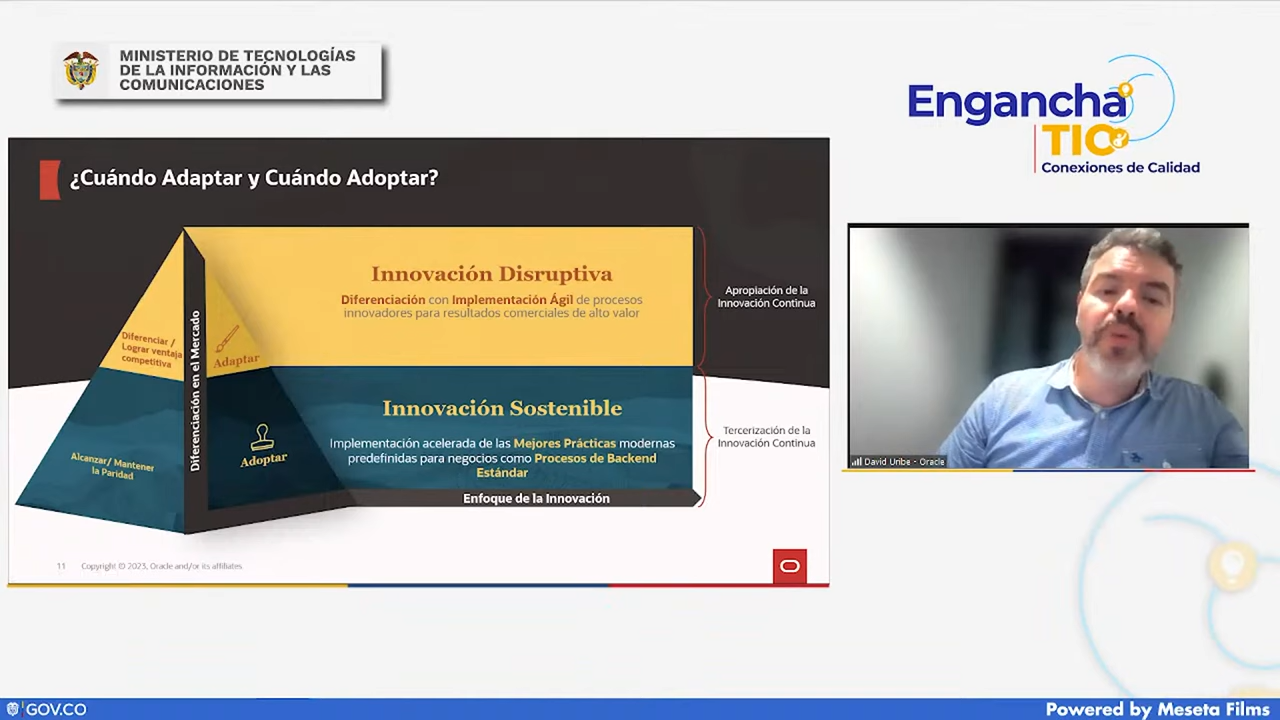 MINISTERIO DE TECNOLOGÍAS
DE LA INFORMACIÓN Y LAS
COMUNICACIONES
Engancha
TIC
Conexiones de Calidad
¿Cuándo Adaptar y Cuándo Adoptar?
Innovación Disruptiva
Diferenciación con Implementación Ágil de procesos
innovadores para resultados comerciales de alto valor
Diferenciar /
Lograr ventaja
competitiva
Adaptar
Diferenciación en el Mercado
Apropiación de la
Innovación Continua
Innovación Sostenible
Implementación acelerada de las Mejores Prácticas modernas
predefinidas para negocios como Procesos de Backend
Estándar
Alcanzar/ Mantener
la Paridad
Adoptar
Tercerización de la
Innovación Continua
Enfoque de la Innovación
11 Copyright © 2023, Oracle and/or its affiliates
David Uribe - Oracle
GOV.CO
Powered by Meseta Films